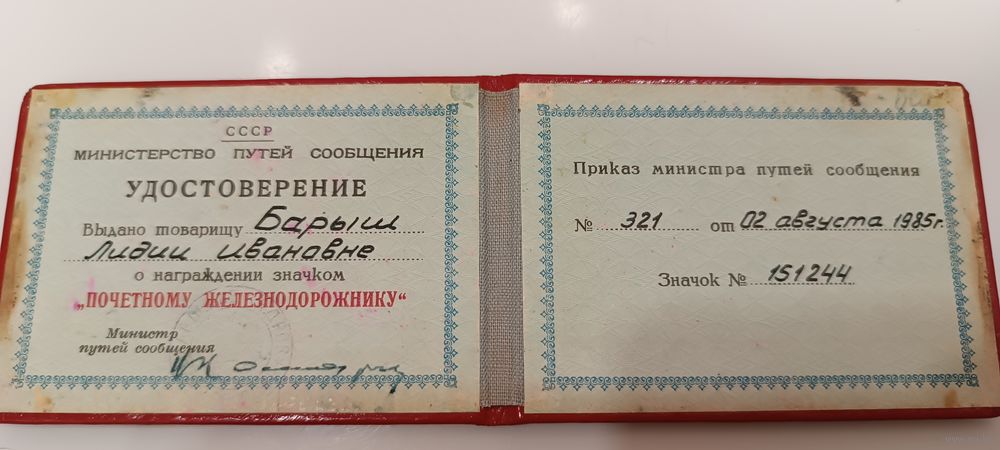 СССР
МИНИСТЕРСТВО ПУТЕЙ СООБЩЕНИЯ
УДОСТОВЕРЕНИЕ
Выдано товарищу Барыш
Лидии Ивановне
о награждении значком
„ПОЧЕТНОМУ ЖЕЛЕЗНОДОРОЖНИКУ“
Министр
путей сообщения
Приказ министра путей сообщения
№ 321 от 02 августа 1985г.
Значок № 151244